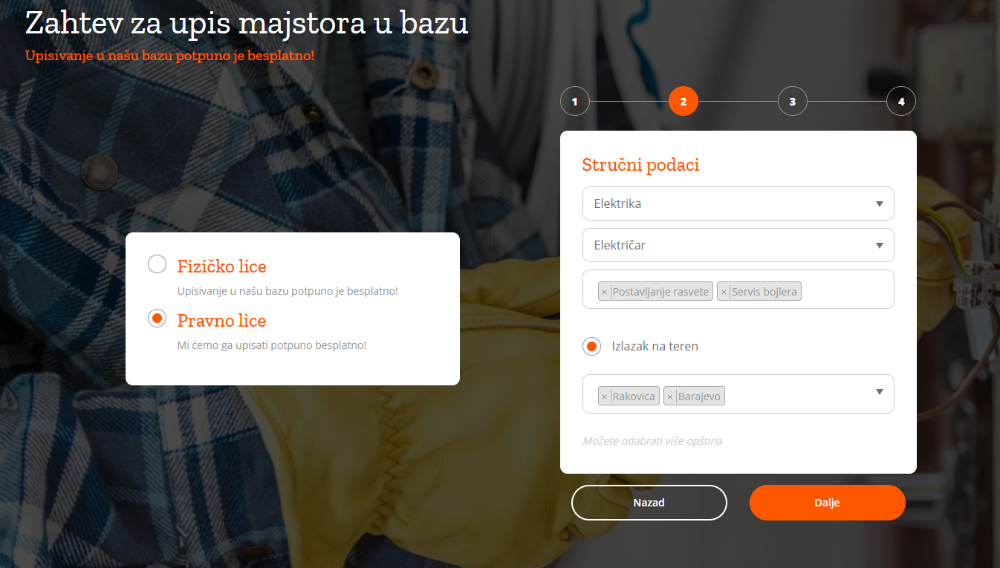 Zahtev za upis majstora u bazu
Upisivanje u našu bazu potpuno je besplatno!
Fizičko lice
Upisivanje u našu bazu potpuno je besplatno!
Pravno lice
Mi ćemo ga upisati potpuno besplatno!
1 2 3 4
Stručni podaci
Elektrika
Električar
× Postavljanje rasvete × Servis bojlera
Izlazak na teren
× Rakovica × Barajevo
Možete odabrati više opština
Nazad Dalje